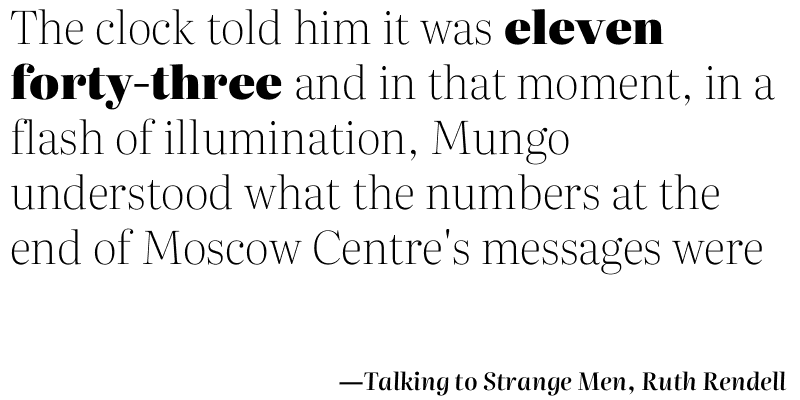 The clock told him it was eleven
forty-three and in that moment, in a
flash of illumination, Mungo
understood what the numbers at the
end of Moscow Centre's messages were
—Talking to Strange Men, Ruth Rendell